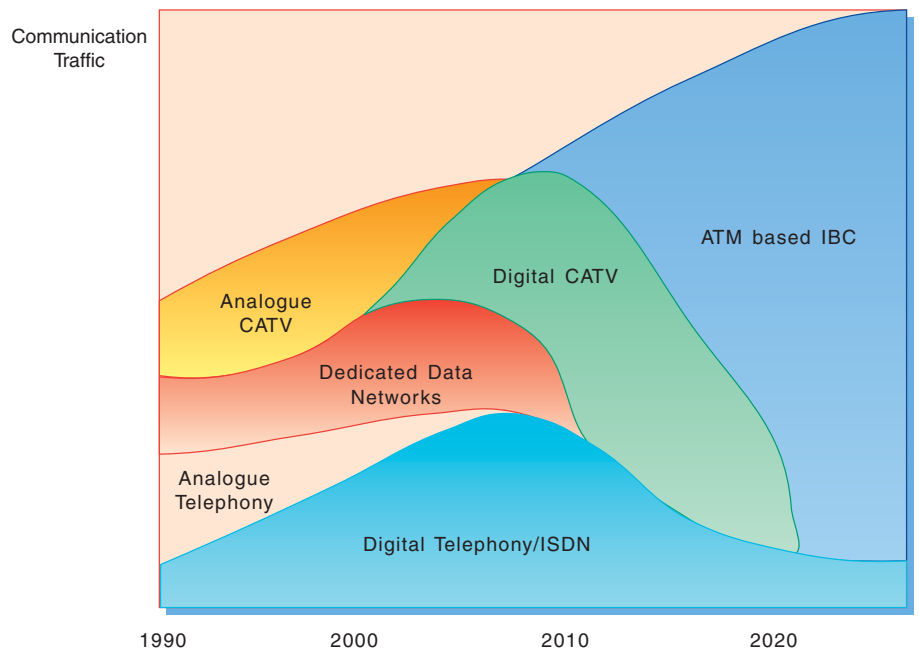 Communication
Traffic
ATM based IBC
Digital CATV
Analogue
CATV
Dedicated Data
Networks
Analogue
Telephony
Digital Telephony/ISDN
1990
2000
2010
2020